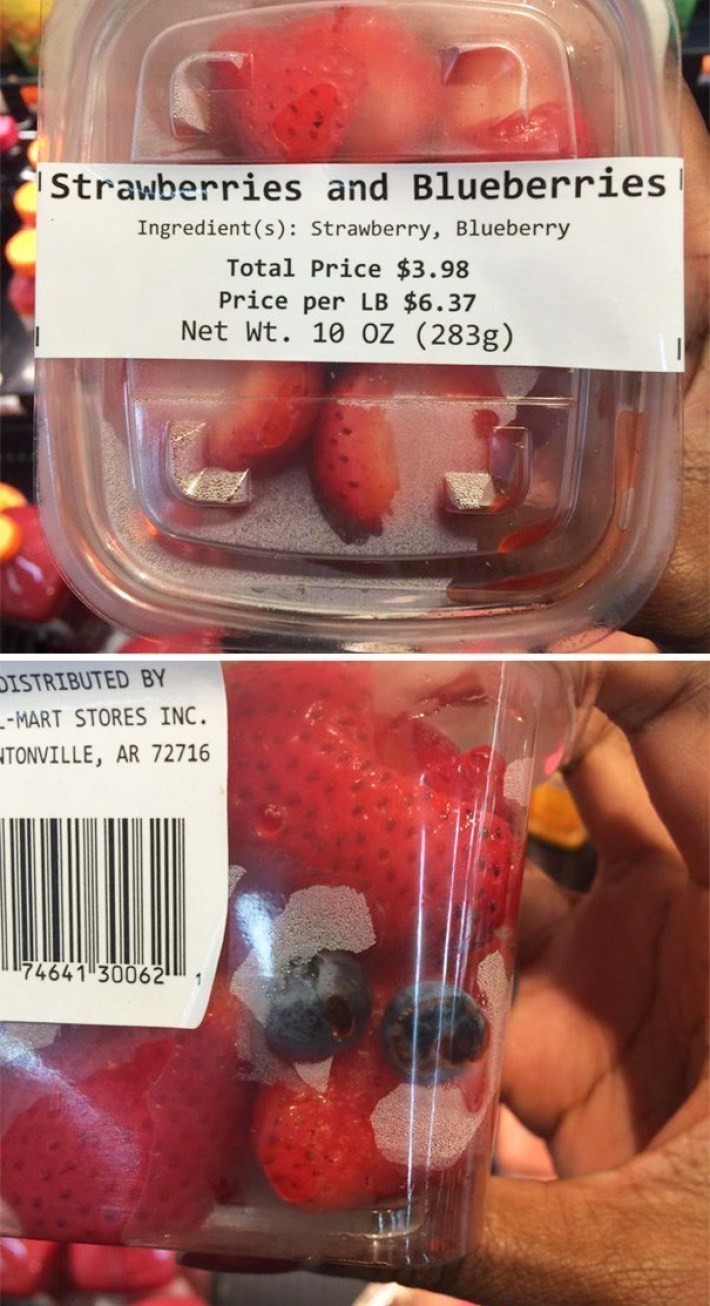 Strawberries and Blueberries
Ingredient(s): Strawberry, Blueberry
Total Price $3.98
Price per LB $6.37
Net Wt. 10 OZ (283g)
DISTRIBUTED BY
-MART STORES INC.
NTONVILLE, AR 72716
74641 30062 1